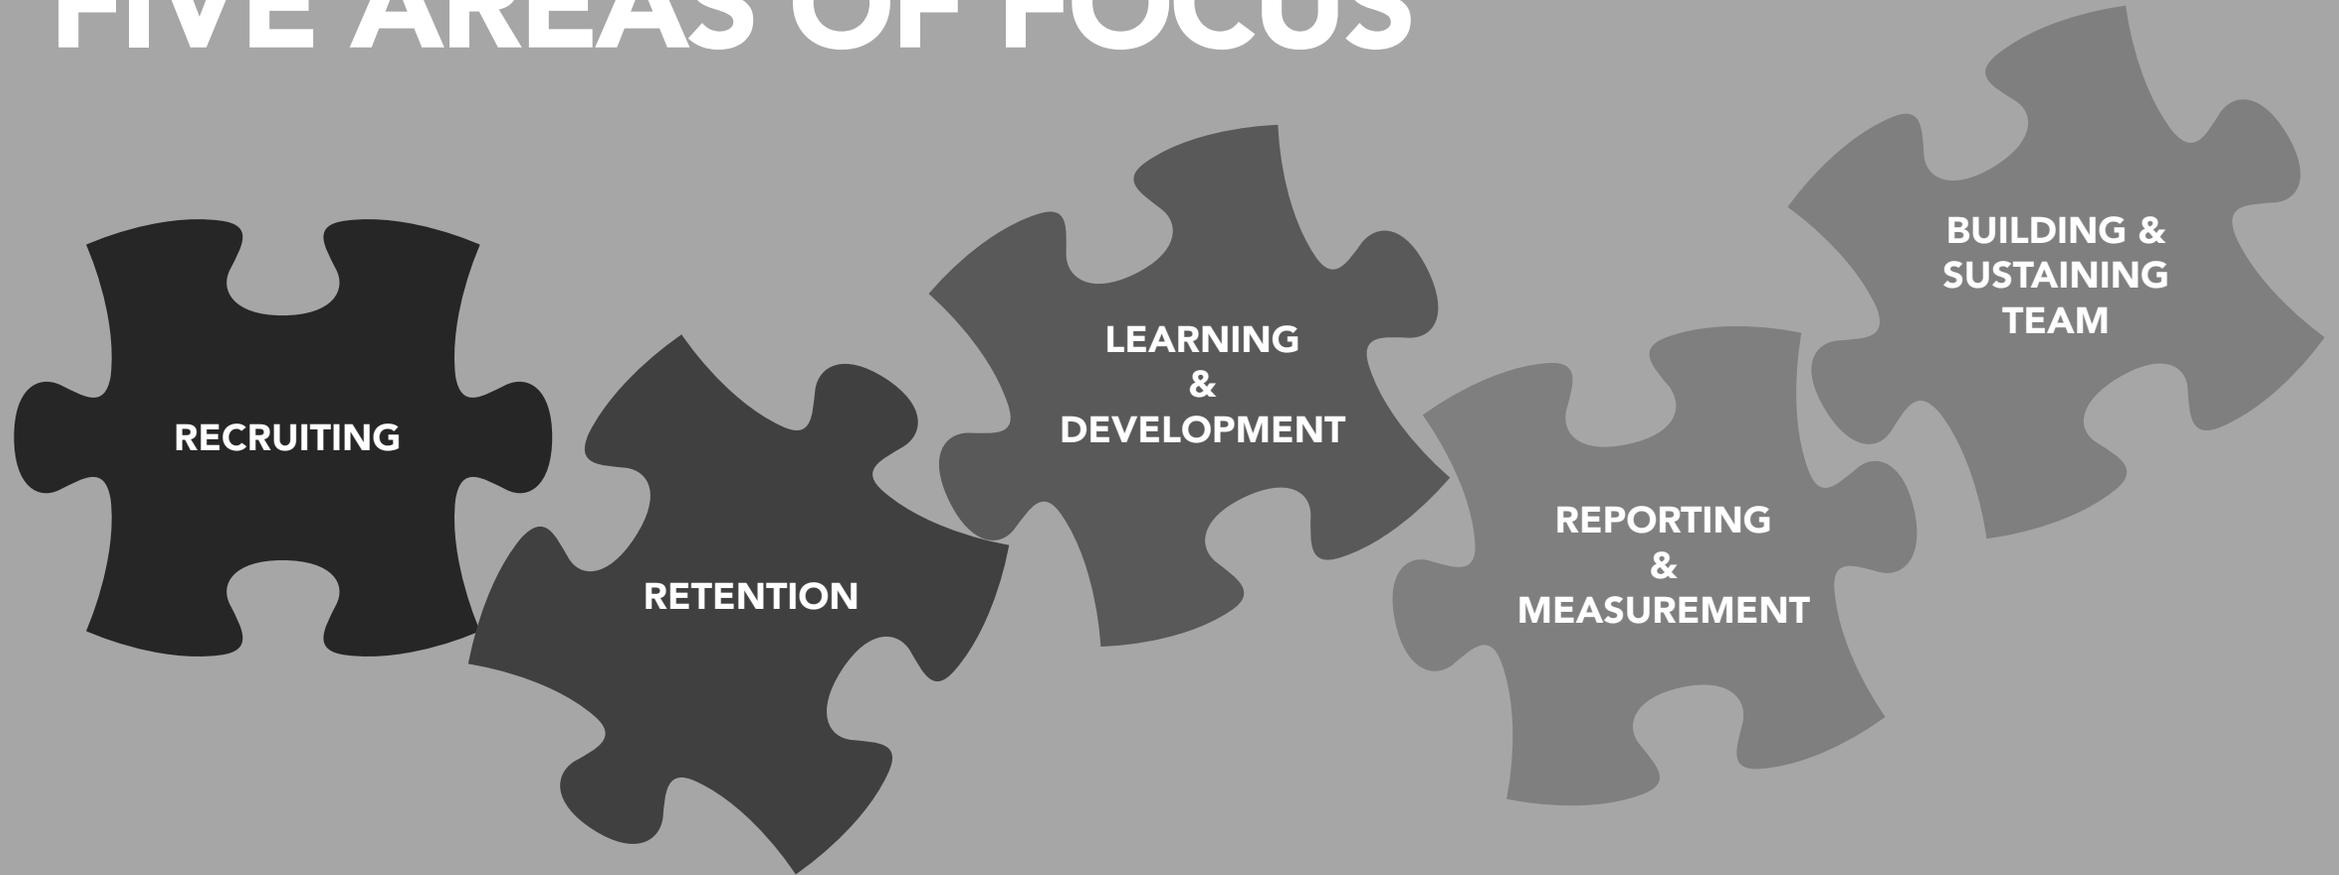 FIVE AREAS OF FOCUS
RECRUITING
RETENTION
LEARNING
&
DEVELOPMENT
REPORTING
&
MEASUREMENT
BUILDING &
SUSTAINING
TEAM